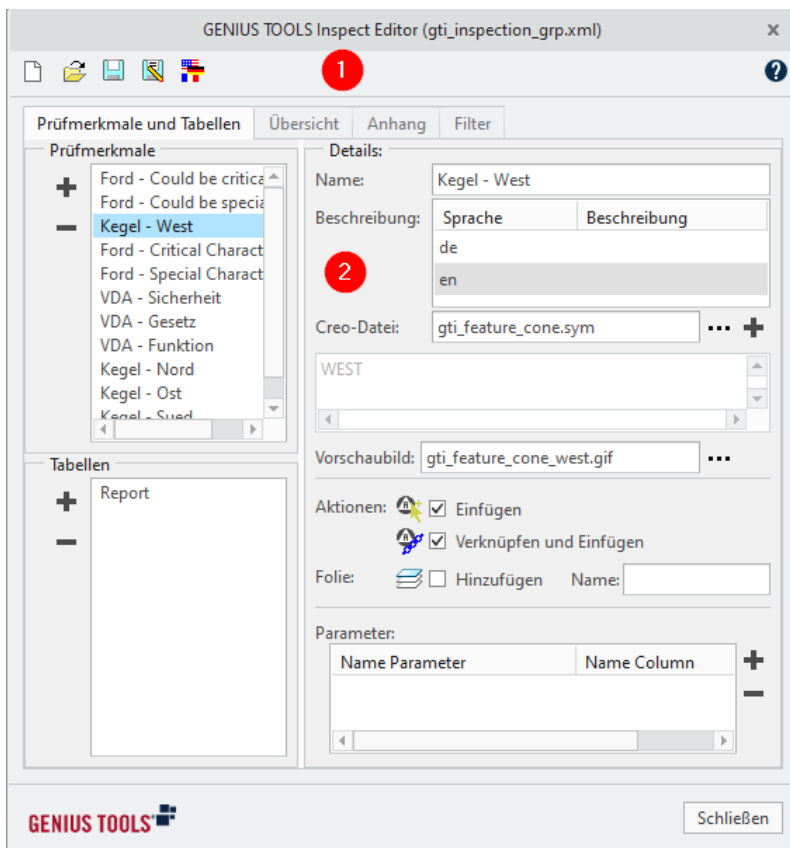 GENIUS TOOLS Inspect Editor (gti_inspection_grp.xml)
1
Prüfmerkmale und Tabellen
Übersicht
Anhang
Filter
Prüfmerkmale
Ford - Could be critica
Ford - Could be specia
Kegel - West
Ford - Critical Charact
Ford - Special Charact
VDA - Sicherheit
VDA - Gesetz
VDA - Funktion
Kegel - Nord
Kegel - Ost
Kegel - Sued
Tabellen
Report
Details:
Name: Kegel - West
Beschreibung: Sprache Beschreibung
de
2
en
Creo-Datei: gti_feature_cone.sym
WEST
Vorschaubild: gti_feature_cone_west.gif
Aktionen: Einfügen
Verknüpfen und Einfügen
Folie: Hinzufügen Name:
Parameter:
Name Parameter Name Column
GENIUS TOOLS
Schließen